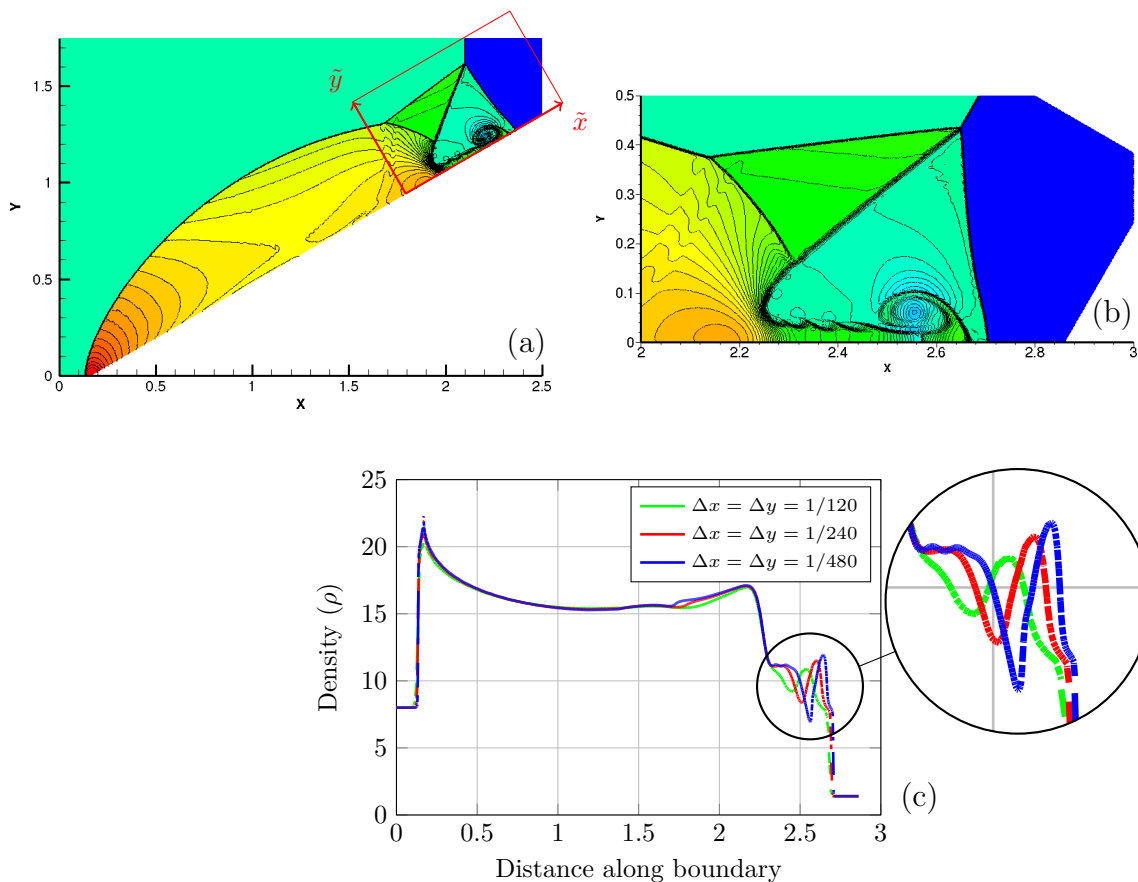 1.5
1
0.5
0
Y
0
0.5
1
1.5
2
2.5
X
ỹ
x̃
(a)
0.5
0.4
0.3
0.2
0.1
0
Y
2
2.2
2.4
2.6
2.8
3
X
(b)
25
20
15
10
5
0
Density (ρ)
Δx = Δy = 1/120
Δx = Δy = 1/240
Δx = Δy = 1/480
0
0.5
1
1.5
2
2.5
3
Distance along boundary
(c)